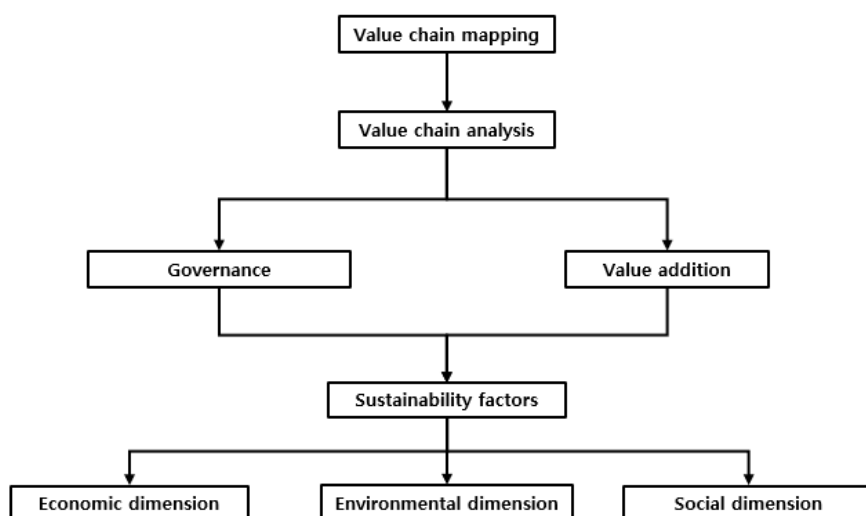 Value chain mapping
Value chain analysis
Governance
Value addition
Sustainability factors
Economic dimension
Environmental dimension
Social dimension